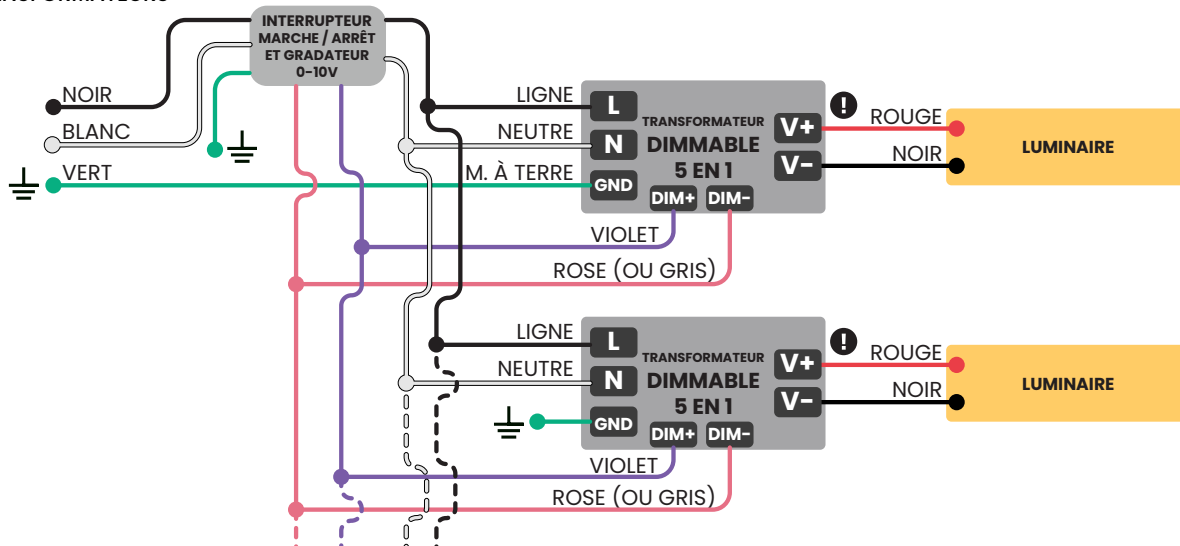 INTERRUPTEUR
MARCHE / ARRÊT
ET GRADATEUR
0-10V
NOIR
BLANC
VERT
LIGNE
NEUTRE
M. À TERRE
L
N
GND
TRANSFORMATEUR
DIMMABLE
5 EN 1
DIM+ DIM-
V+
V-
!
ROUGE
NOIR
LUMINAIRE
VIOLET
ROSE (OU GRIS)
LIGNE
NEUTRE
L
N
GND
TRANSFORMATEUR
DIMMABLE
5 EN 1
DIM+ DIM-
V+
V-
!
ROUGE
NOIR
LUMINAIRE
VIOLET
ROSE (OU GRIS)